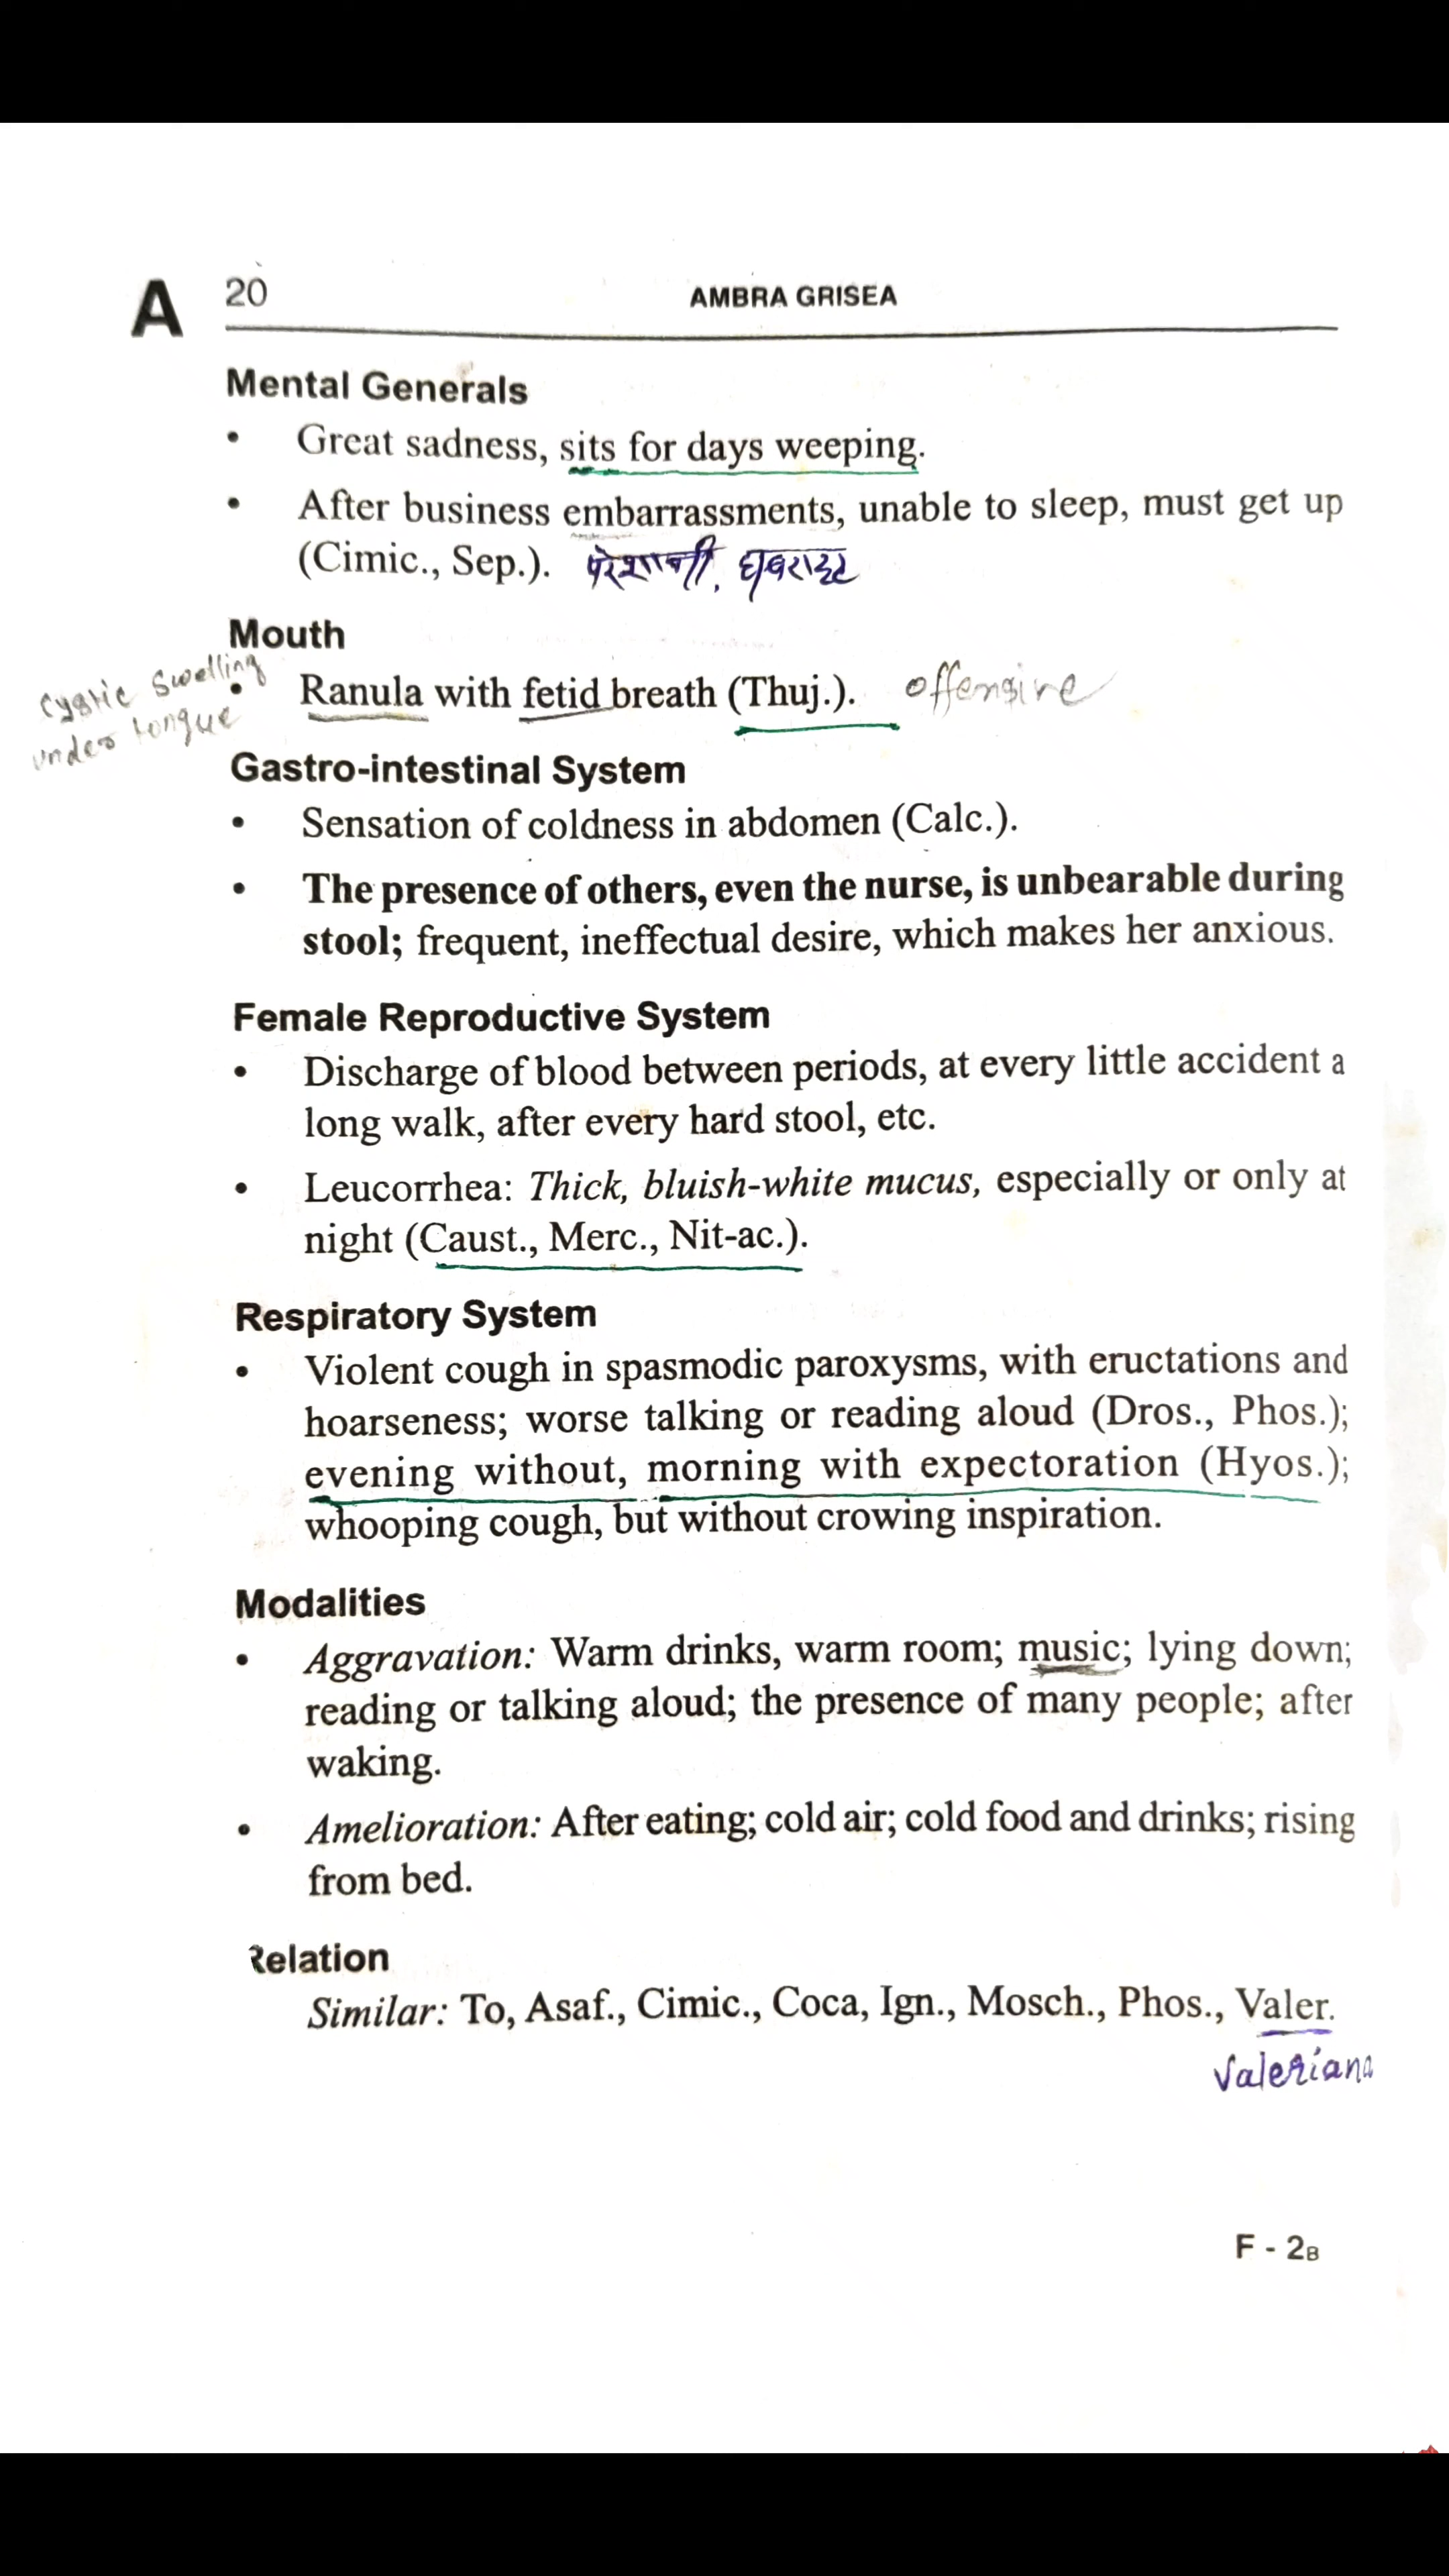 A 20 AMBRA GRISEA
Mental Generals
• Great sadness, sits for days weeping.
• After business embarrassments, unable to sleep, must get up
(Cimic., Sep.). परेशानी, घबराहट
Mouth
cystic swelling
under tongue
• Ranula with fetid breath (Thuj.). offensive
Gastro-intestinal System
• Sensation of coldness in abdomen (Calc.).
• The presence of others, even the nurse, is unbearable during
stool; frequent, ineffectual desire, which makes her anxious.
Female Reproductive System
• Discharge of blood between periods, at every little accident a
long walk, after every hard stool, etc.
• Leucorrhea: Thick, bluish-white mucus, especially or only at
night (Caust., Merc., Nit-ac.).
Respiratory System
• Violent cough in spasmodic paroxysms, with eructations and
hoarseness; worse talking or reading aloud (Dros., Phos.);
evening without, morning with expectoration (Hyos.);
whooping cough, but without crowing inspiration.
Modalities
• Aggravation: Warm drinks, warm room; music; lying down;
reading or talking aloud; the presence of many people; after
waking.
• Amelioration: After eating; cold air; cold food and drinks; rising
from bed.
Relation
Similar: To, Asaf., Cimic., Coca, Ign., Mosch., Phos., Valer.
Valeriana
F - 2B